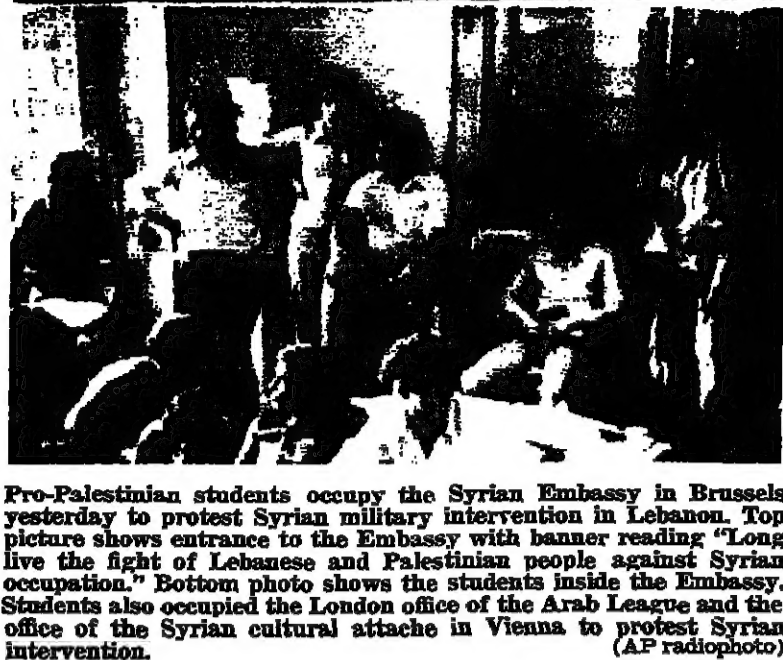 Pro-Palestinian students occupy the Syrian Embassy in Brussels
yesterday to protest Syrian military intervention in Lebanon. Top
picture shows entrance to the Embassy with banner reading “Long
live the fight of Lebanese and Palestinian people against Syrian
occupation.” Bottom photo shows the students inside the Embassy.
Students also occupied the London office of the Arab League and the
office of the Syrian cultural attache in Vienna to protest Syrian
intervention. (AP radiophoto)